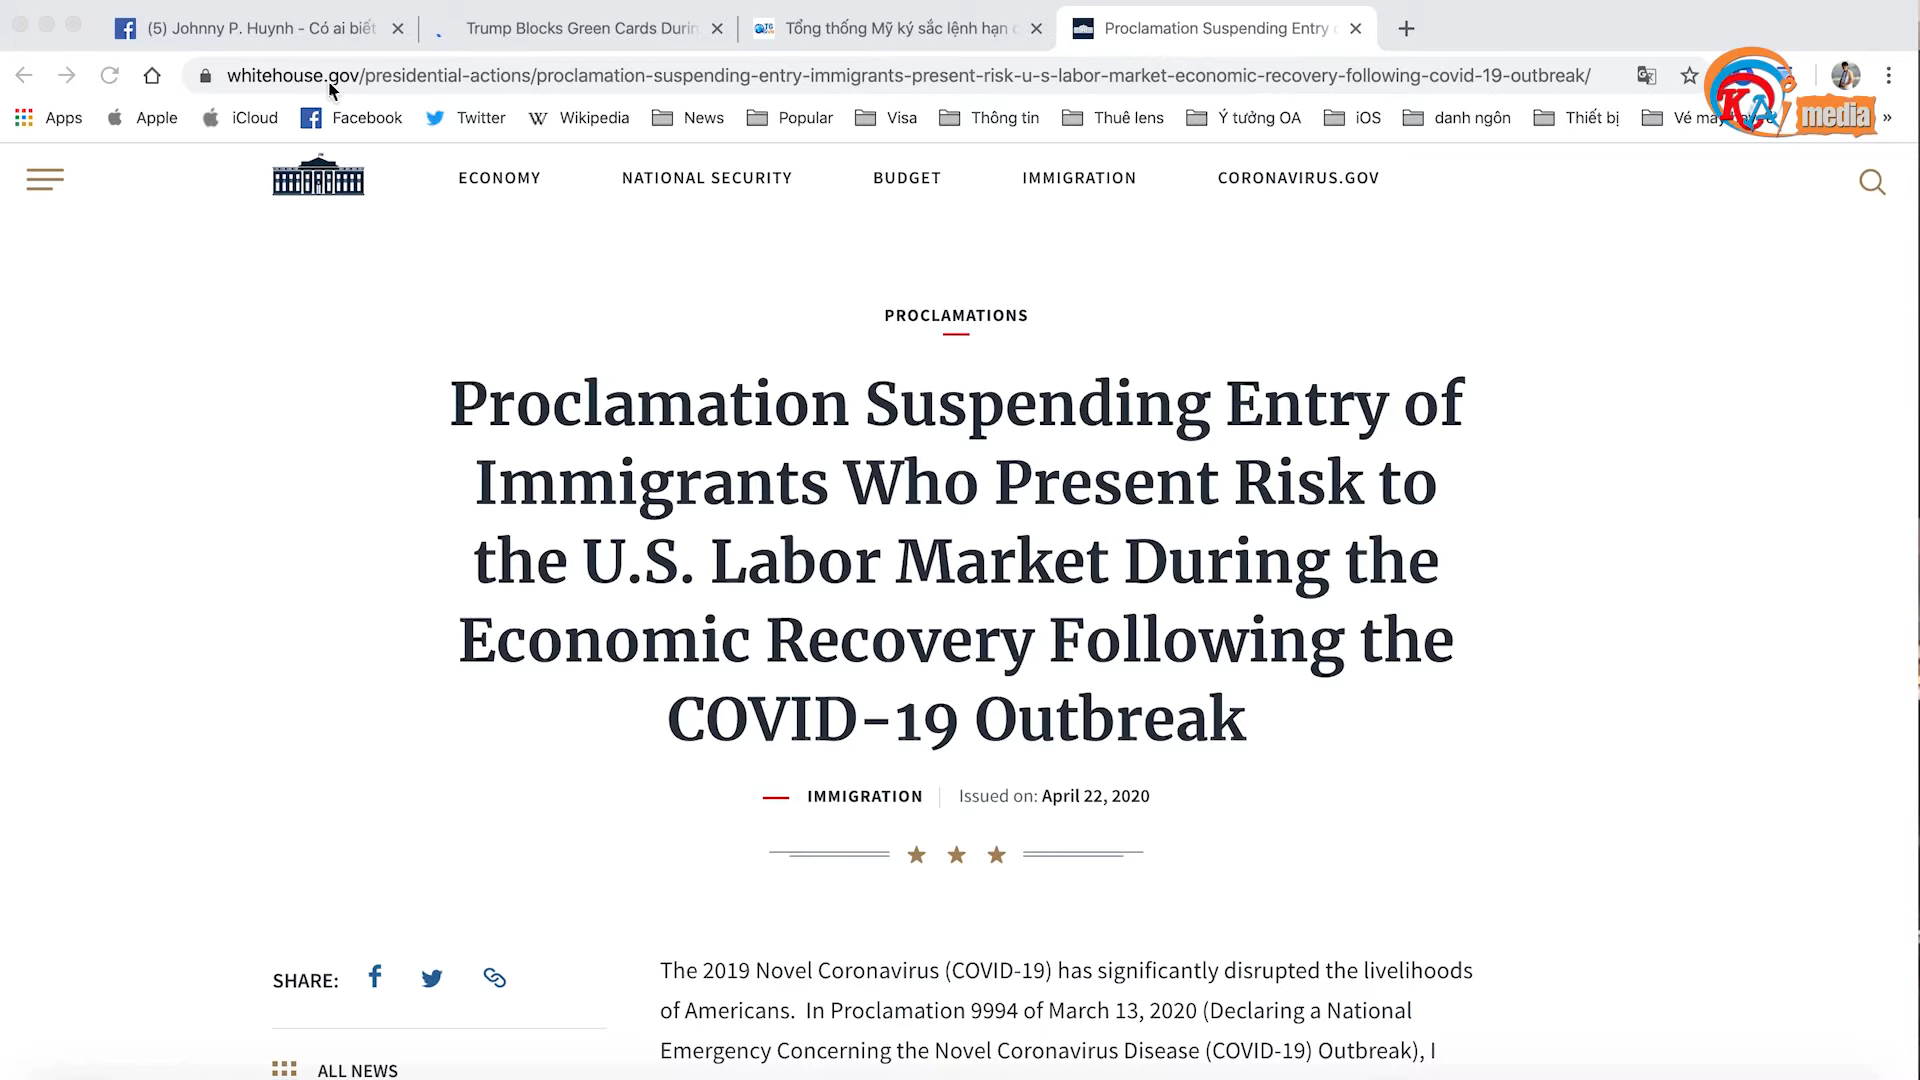 (5) Johnny P. Huynh - Có ai biết
Trump Blocks Green Cards Durin
Tổng thống Mỹ ký sắc lệnh hạn
Proclamation Suspending Entry
whitehouse.gov/presidential-actions/proclamation-suspending-entry-immigrants-present-risk-u-s-labor-market-economic-recovery-following-covid-19-outbreak/
Apps Apple iCloud Facebook Twitter Wikipedia News Popular Visa Thông tin Thuê lens Ý tưởng OA iOS danh ngôn Thiết bị Vé
KAi media
ECONOMY NATIONAL SECURITY BUDGET IMMIGRATION CORONAVIRUS.GOV
PROCLAMATIONS
Proclamation Suspending Entry of
Immigrants Who Present Risk to
the U.S. Labor Market During the
Economic Recovery Following the
COVID-19 Outbreak
IMMIGRATION Issued on: April 22, 2020
SHARE:
ALL NEWS
The 2019 Novel Coronavirus (COVID-19) has significantly disrupted the livelihoods
of Americans. In Proclamation 9994 of March 13, 2020 (Declaring a National
Emergency Concerning the Novel Coronavirus Disease (COVID-19) Outbreak), I